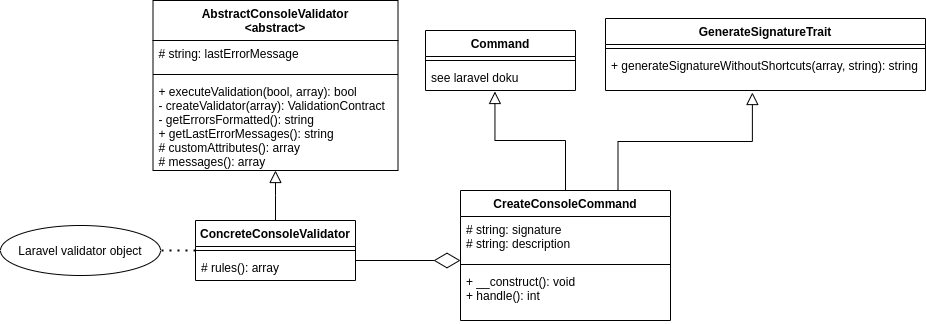 AbstractConsoleValidator
<abstract>
# string: lastErrorMessage
+ executeValidation(bool, array): bool
- createValidator(array): ValidationContract
- getErrorsFormatted(): string
+ getLastErrorMessages(): string
# customAttributes(): array
# messages(): array
Command
see laravel doku
GenerateSignatureTrait
+ generateSignatureWithoutShortcuts(array, string): string
Laravel validator object
ConcreteConsoleValidator
# rules(): array
CreateConsoleCommand
# string: signature
# string: description
+ __construct(): void
+ handle(): int